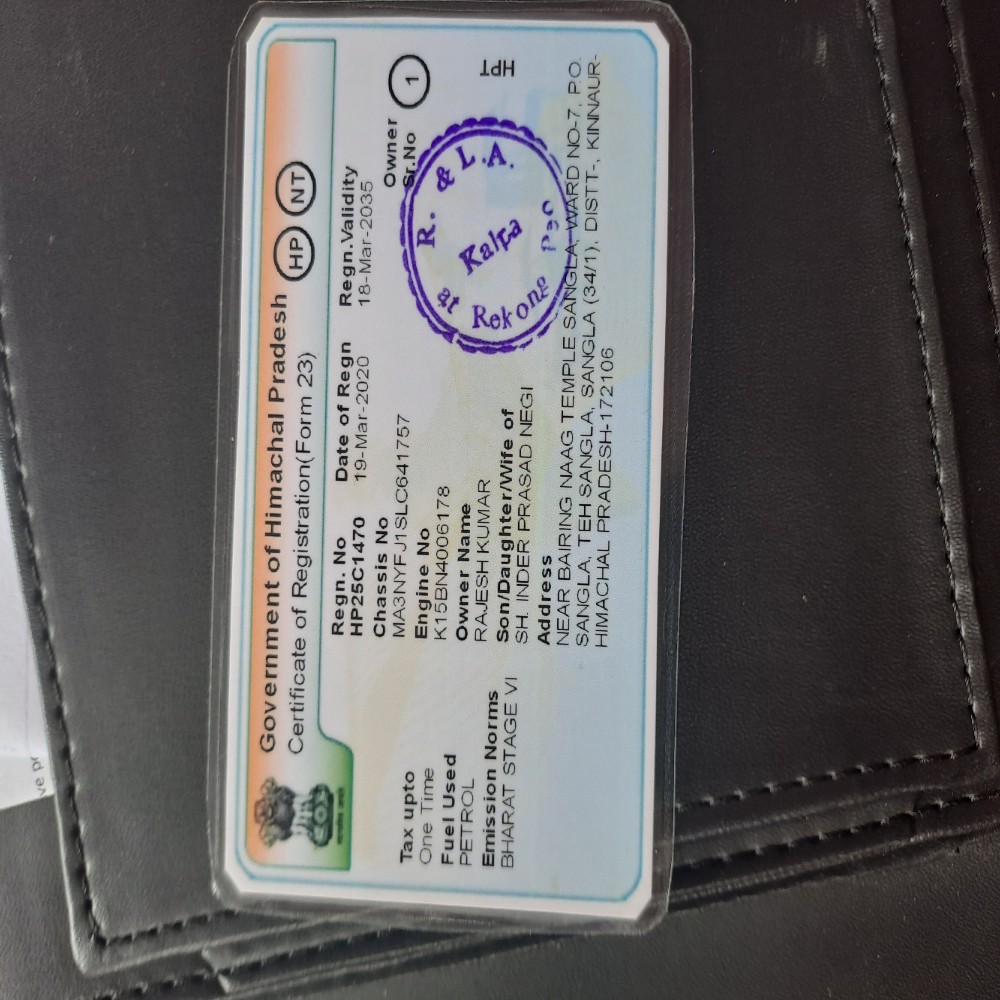 Government of Himachal Pradesh HP NT
Certificate of Registration(Form 23)
Regn. No Date of Regn Regn.Validity
HP25C1470 19-Mar-2020 18-Mar-2035
Chassis No
MA3NYFJ1SLC641757
Owner
Sr.No 1
Engine No
K15BN4006178
Owner Name
RAJESH KUMAR
Son/Daughter/Wife of
SH. INDER PRASAD NEGI
Address
NEAR BAIRING NAAG TEMPLE SANGLA, WARD NO-7, P.O.
SANGLA, TEH SANGLA, SANGLA (34/1), DISTT-, KINNAUR-
HIMACHAL PRADESH-172106
Tax upto
One Time
Fuel Used
PETROL
Emission Norms
BHARAT STAGE VI
HPT
R. & L.A.
Kalpa
at Rekong Peo
ve pr